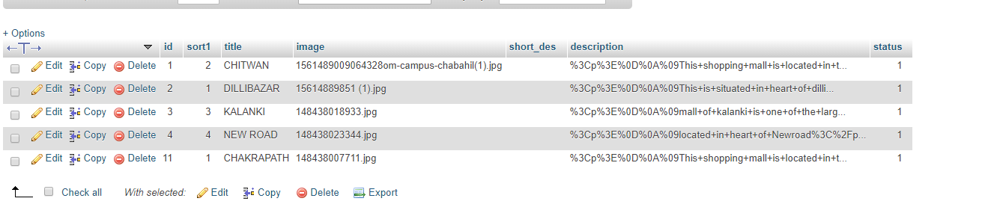 + Options
←T→ id sort1 title image short_des description status
Edit Copy Delete 1 2 CHITWAN 1561489009064328om-campus-chabahil(1).jpg %3Cp%3E%0D%0A%09This+shopping+mall+is+located+in+t... 1
Edit Copy Delete 2 1 DILLIBAZAR 15614889851 (1).jpg %3Cp%3E%0D%0A%09This+is+situated+in+heart+of+dilli... 1
Edit Copy Delete 3 3 KALANKI 148438018933.jpg %3Cp%3E%0D%0A%09mall+of+kalanki+is+one+of+the+larg... 1
Edit Copy Delete 4 4 NEW ROAD 148438023344.jpg %3Cp%3E%0D%0A%09located+in+heart+of+Newroad%3C%2Fp... 1
Edit Copy Delete 11 1 CHAKRAPATH 148438007711.jpg %3Cp%3E%0D%0A%09This+shopping+mall+is+located+in+t... 1
Check all With selected: Edit Copy Delete Export